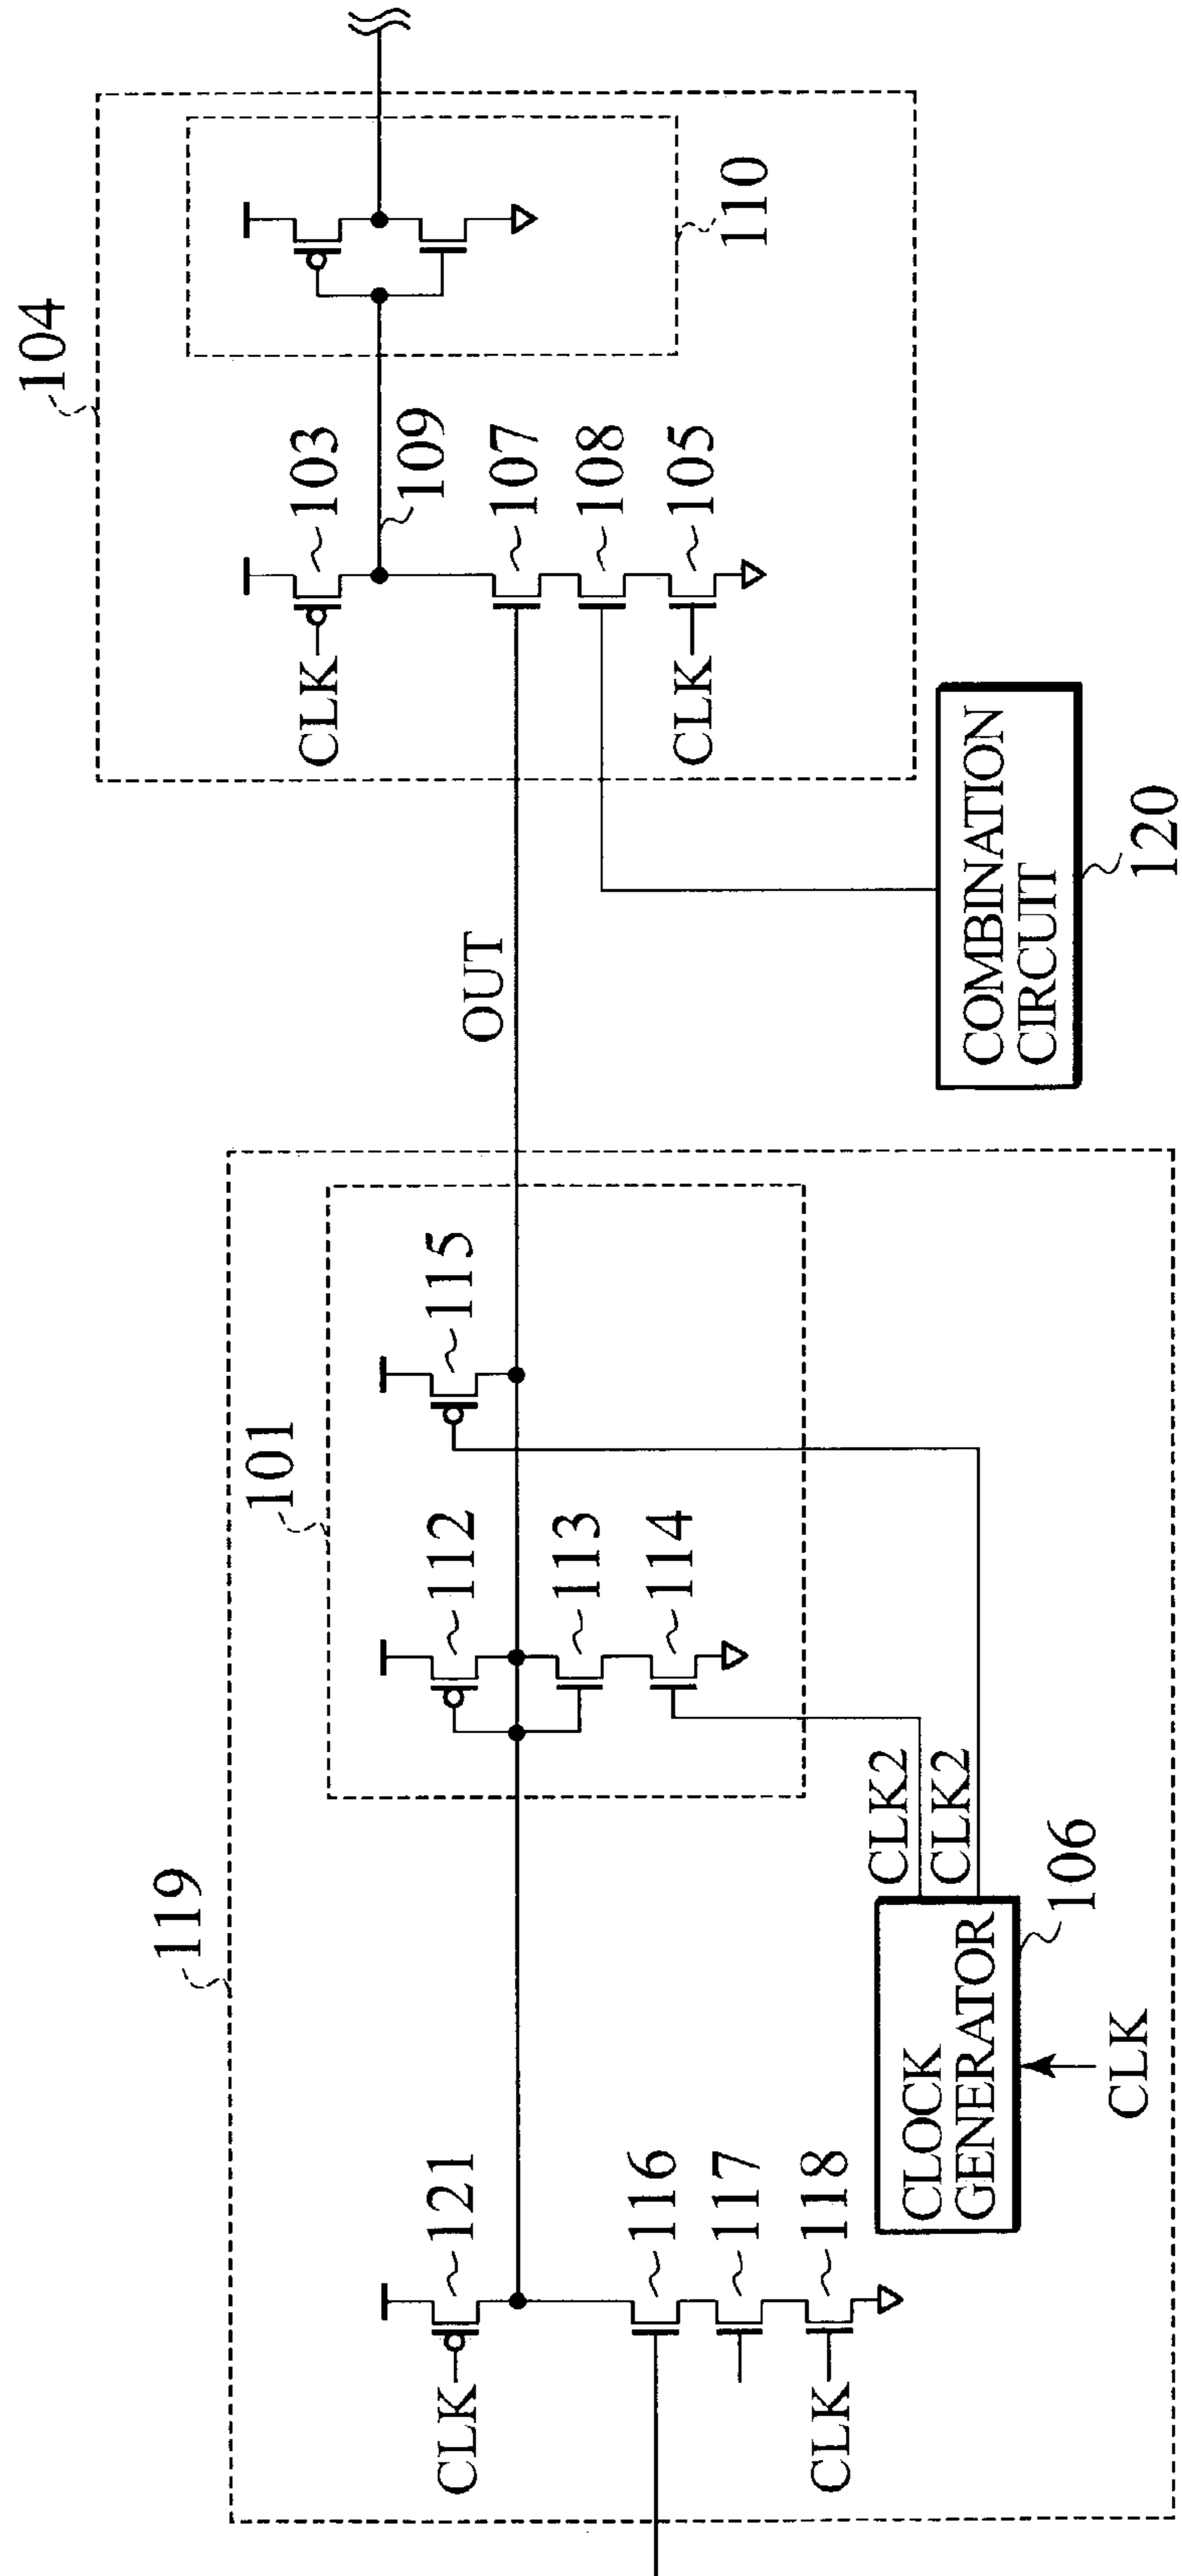 119
101
104
CLK
121
112
115
CLK
103
109
110
116
117
118
CLK
113
114
OUT
107
108
105
CLK
CLK2
CLK2
CLOCK
GENERATOR
106
CLK
COMBINATION
CIRCUIT
120